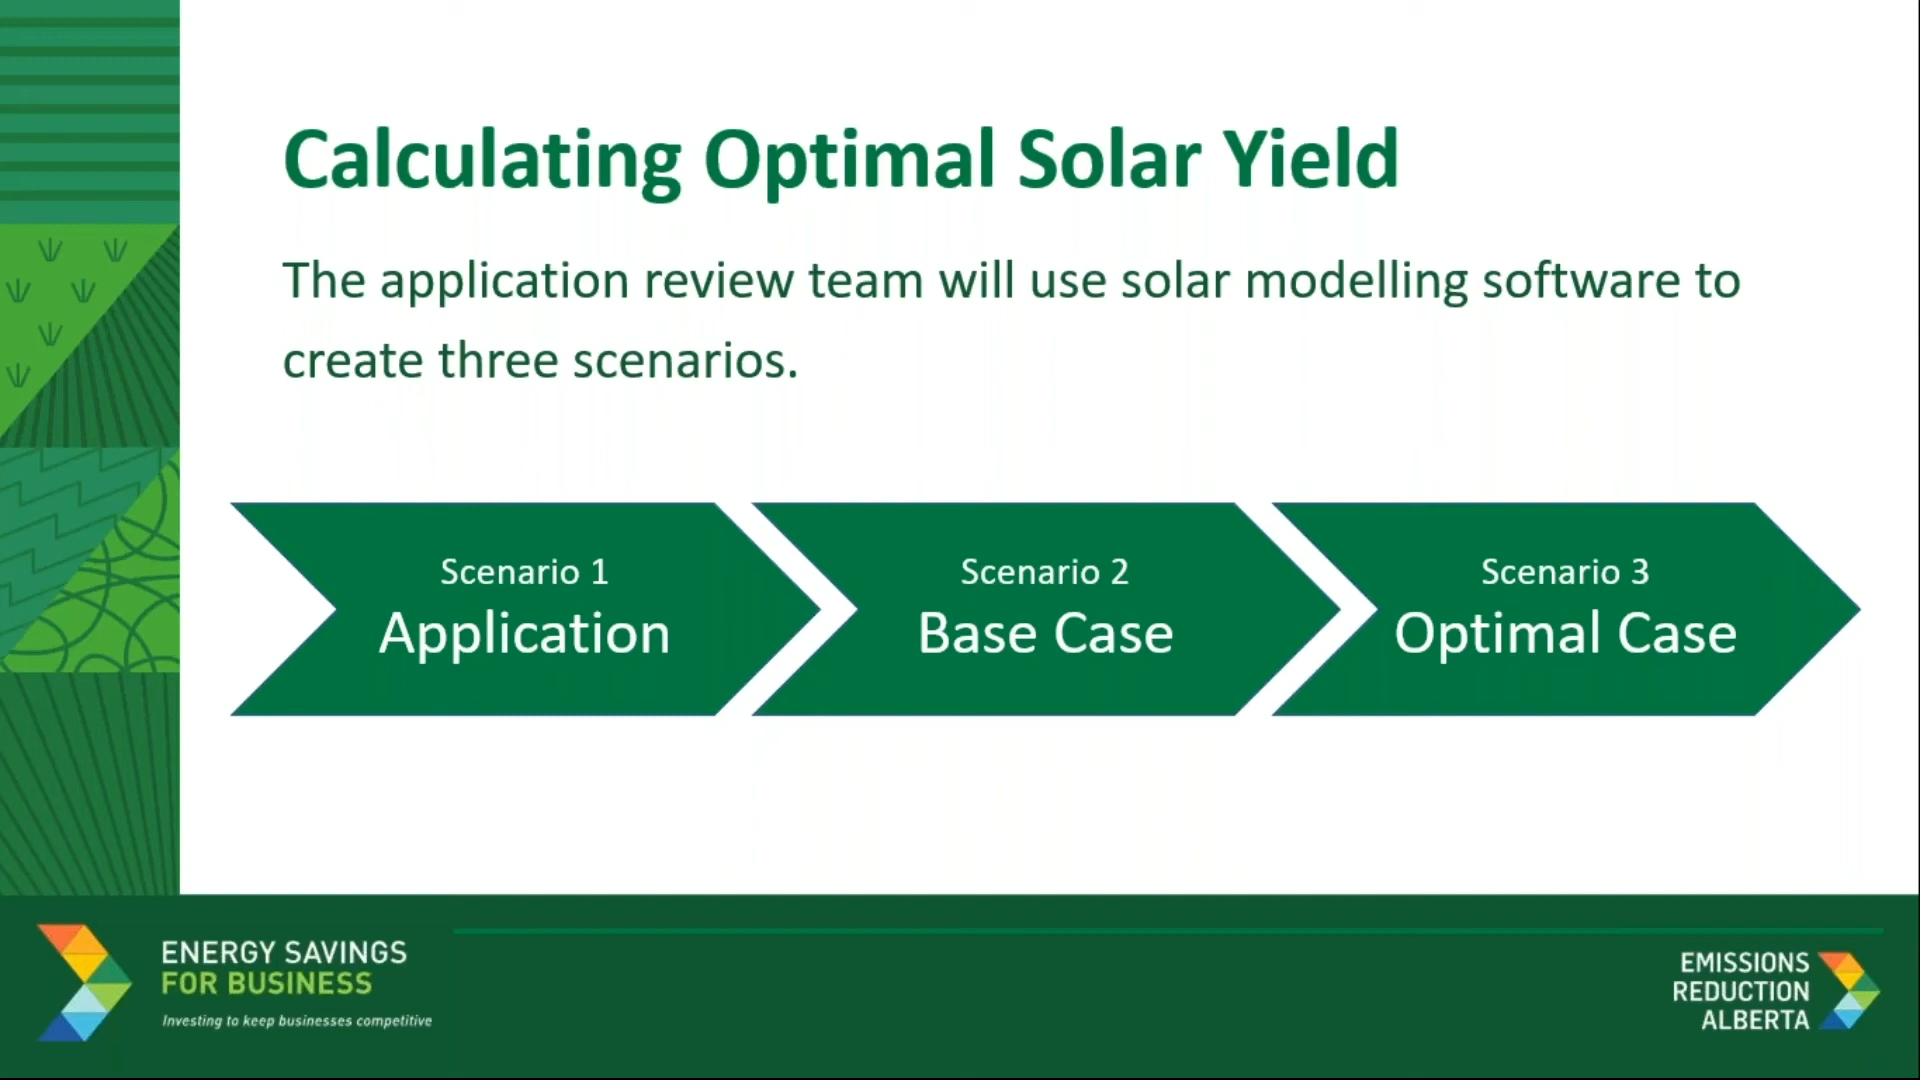 Calculating Optimal Solar Yield
The application review team will use solar modelling software to
create three scenarios.
Scenario 1
Application
Scenario 2
Base Case
Scenario 3
Optimal Case
ENERGY SAVINGS
FOR BUSINESS
Investing to keep businesses competitive
EMISSIONS
REDUCTION
ALBERTA